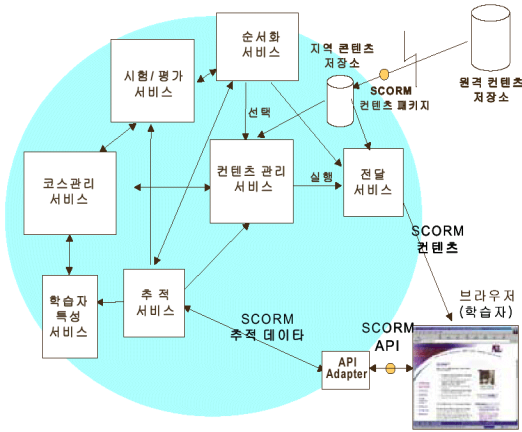 순서화
서비스
시험/ 평가
서비스
지역 콘텐츠
저장소
SCORM
컨텐츠 패키지
원격 컨텐츠
저장소
선택
코스관리
서비스
컨텐츠 관리
서비스
실행
전달
서비스
SCORM
컨텐츠
학습자
특성
서비스
추 적
서비스
SCORM
추적 데이타
브라우저
(학습자)
SCORM
API
API
Adapter